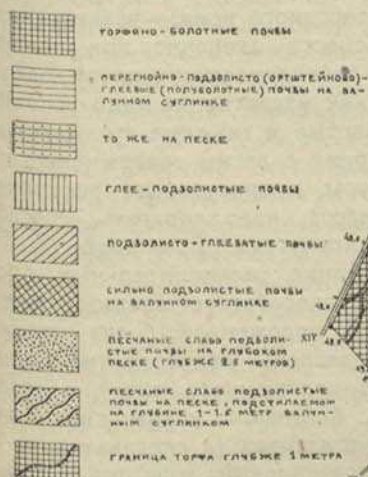 ТОРФЯНО-БОЛОТНЫЕ ПОЧВЫ
ПЕРЕГНОЙНО-ПОДЗОЛИСТО (ОРТШТЕЙНОВО)-
ГЛЕЕВЫЕ (ПОЛУБОЛОТНЫЕ) ПОЧВЫ НА ВА-
ЛУННОМ СУГЛИНКЕ
ТО ЖЕ НА ПЕСКЕ
ГЛЕЕ-ПОДЗОЛИСТЫЕ ПОЧВЫ
ПОДЗОЛИСТО-ГЛЕЕВАТЫЕ ПОЧВЫ
СИЛЬНО ПОДЗОЛИСТЫЕ ПОЧВЫ
НА ВАЛУННОМ СУГЛИНКЕ
ПЕСЧАНЫЕ СЛАБО ПОДЗОЛИ-
СТЫЕ ПОЧВЫ НА ГЛУБОКОМ
ПЕСКЕ (ГЛУБЖЕ МЕТРОВ)
ПЕСЧАНЫЕ СЛАБО ПОДЗОЛИСТЫЕ
ПОЧВЫ НА ПЕСКЕ, ПОДСТИЛАЕМОМ
НА ГЛУБИНЕ 1-1.5 МЕТР ВАЛУН-
НЫМ СУГЛИНКОМ
ГРАНИЦА ТОРФА ГЛУБЖЕ 1 МЕТРА
XIV